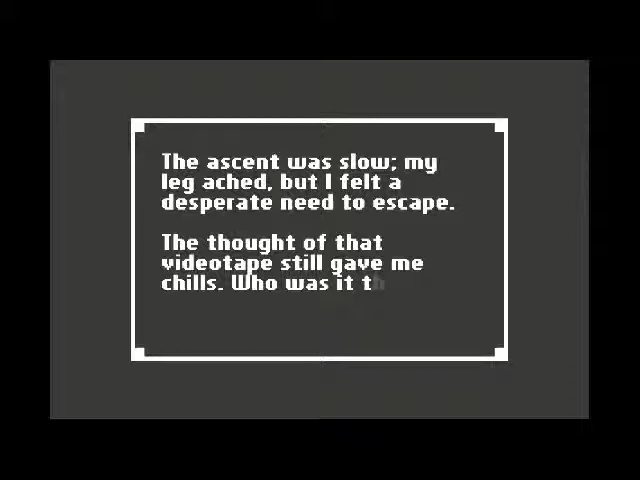 The ascent was slow; my
leg ached, but I felt a
desperate need to escape.
The thought of that
videotape still gave me
chills. Who was it th